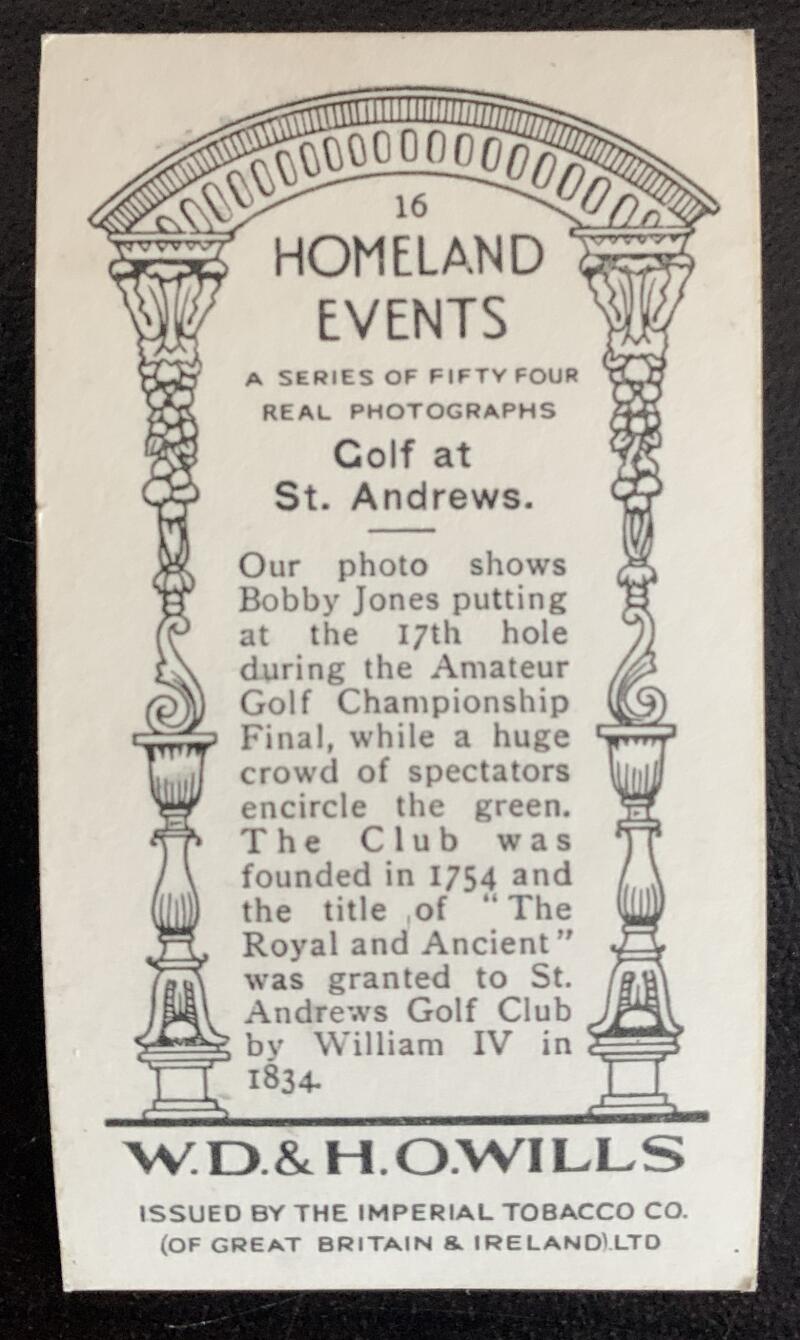 16
HOMELAND
EVENTS
A SERIES OF FIFTY FOUR
REAL PHOTOGRAPHS
Golf at
St. Andrews.
Our photo shows
Bobby Jones putting
at the 17th hole
during the Amateur
Golf Championship
Final, while a huge
crowd of spectators
encircle the green.
The Club was
founded in 1754 and
the title of “The
Royal and Ancient”
was granted to St.
Andrews Golf Club
by William IV in
1834.
W.D.& H.O.WILLS
ISSUED BY THE IMPERIAL TOBACCO CO.
(OF GREAT BRITAIN & IRELAND).LTD